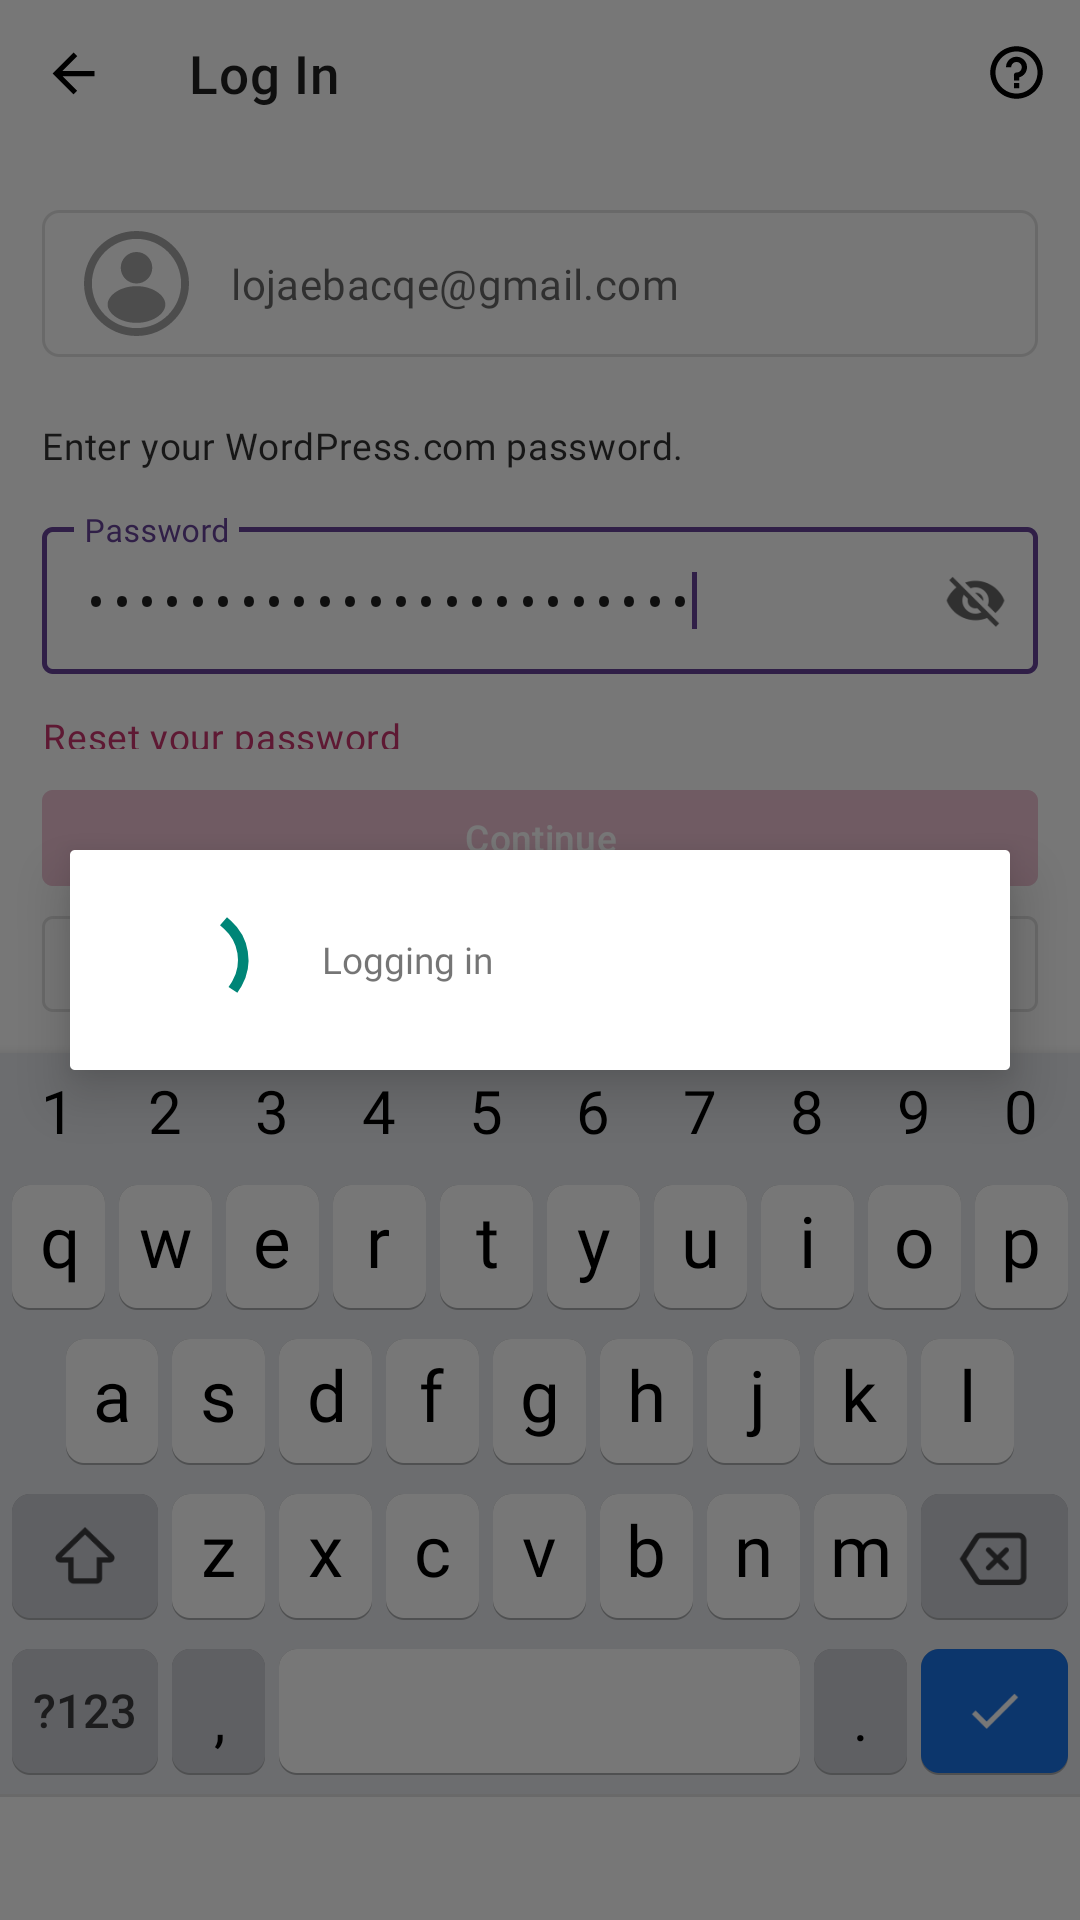 Log In
lojaebacqe@gmail.com
Enter your WordPress.com password.
Password
Reset your password
Continue
Logging in
1 2 3 4 5 6 7 8 9 0
q w e r t y u i o p
a s d f g h j k l
z x c v b n m
?123 , .